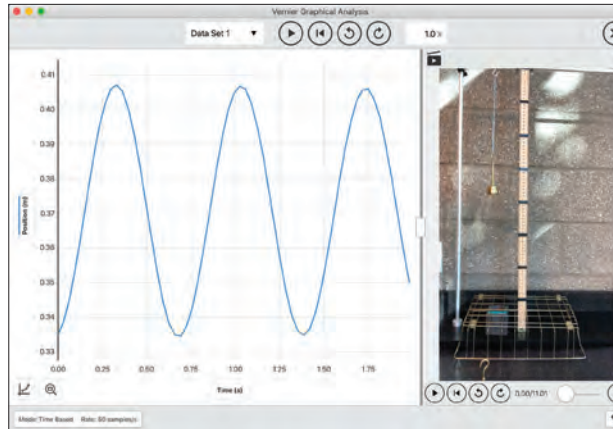 Vernier Graphical Analysis
Data Set 1
1.0 x
0.41
0.40
0.39
0.38
0.37
0.36
0.35
0.34
0.33
Position (m)
0.00 0.25 0.50 0.75 1.00 1.25 1.50 1.75
Time (s)
0.00/11.01
Mode: Time Based Rate: 50 samples/s